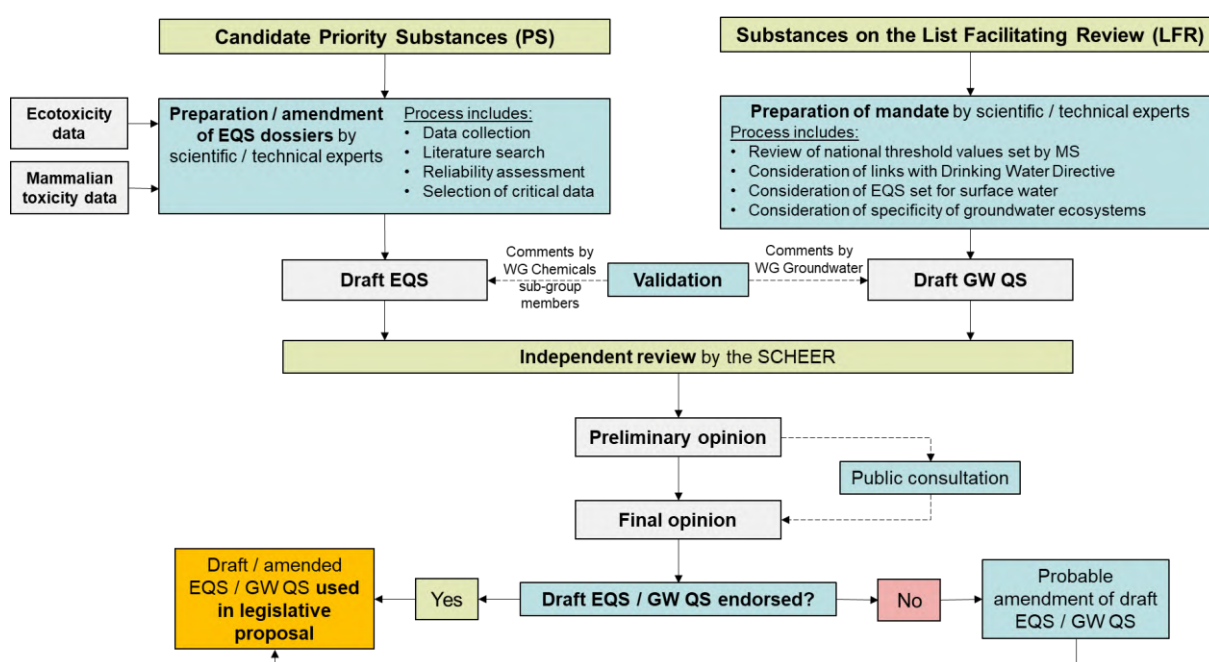 Candidate Priority Substances (PS)
Substances on the List Facilitating Review (LFR)
Ecotoxicity
data
Mammalian
toxicity data
Preparation / amendment
of EQS dossiers by
scientific / technical experts
Process includes:
• Data collection
• Literature search
• Reliability assessment
• Selection of critical data
Preparation of mandate by scientific / technical experts
Process includes:
• Review of national threshold values set by MS
• Consideration of links with Drinking Water Directive
• Consideration of EQS set for surface water
• Consideration of specificity of groundwater ecosystems
Draft EQS
Comments by
WG Chemicals
sub-group
members
Validation
Comments by
WG Groundwater
Draft GW QS
Independent review by the SCHEER
Preliminary opinion
Public consultation
Final opinion
Draft / amended
EQS / GW QS used
in legislative
proposal
Yes
Draft EQS / GW QS endorsed?
No
Probable
amendment of draft
EQS / GW QS